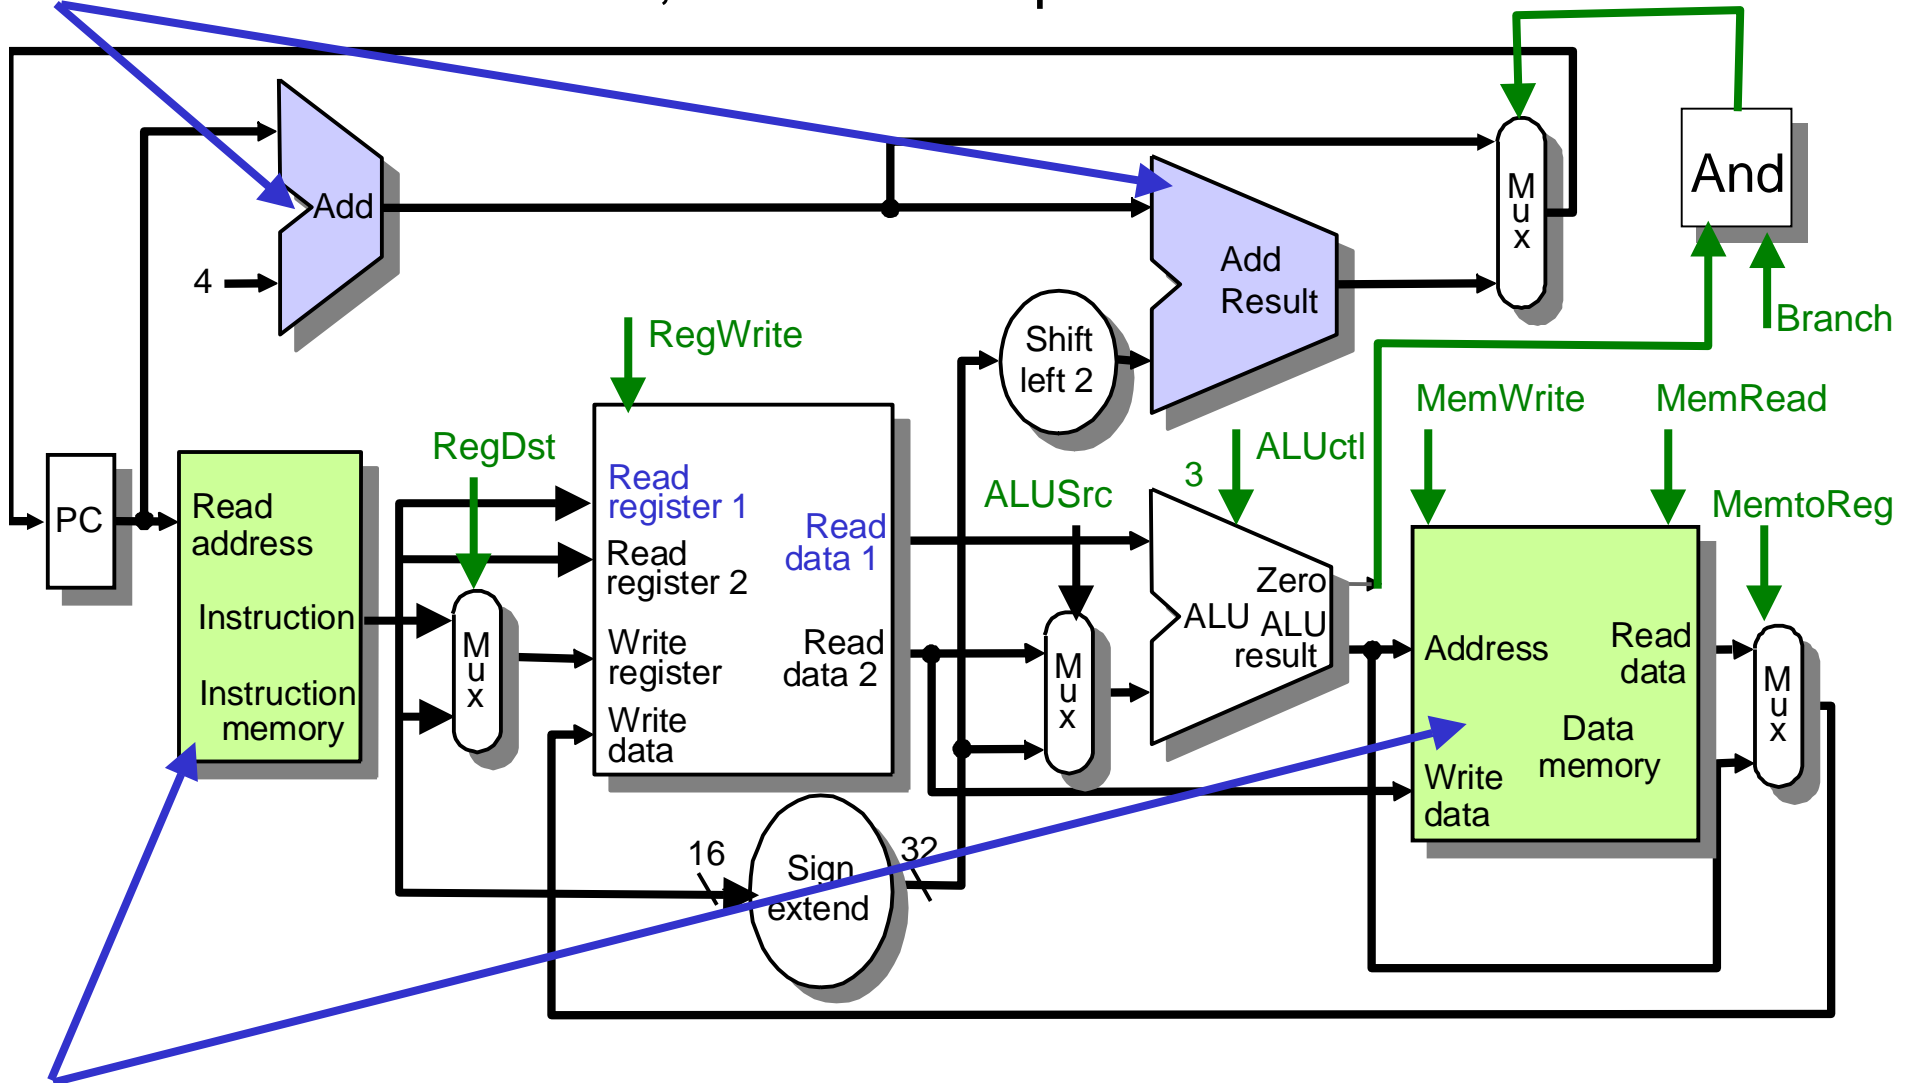 M
u
x
And
Add
Add
Result
4
Branch
Shift
left 2
RegWrite
MemWrite
MemRead
RegDst
ALUctl
3
ALUSrc
MemtoReg
PC
Read
address
Instruction
Instruction
memory
M
u
x
Read
register 1
Read
register 2
Write
register
Write
data
Read
data 1
Read
data 2
M
u
x
Zero
ALU
ALU
result
Address
Read
data
Data
memory
Write
data
M
u
x
16
Sign
extend
32